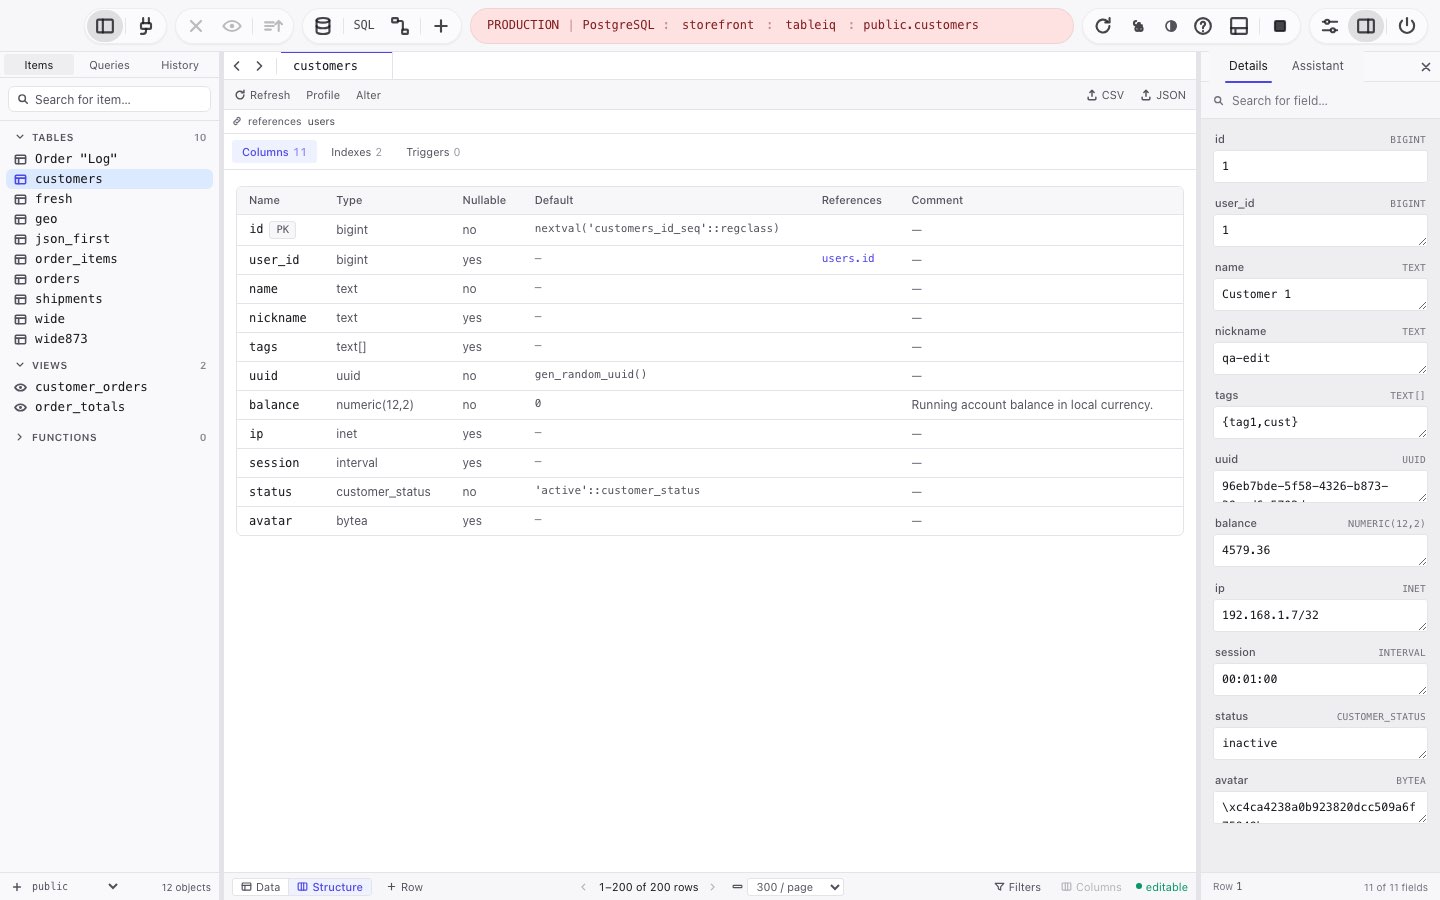 SQL
PRODUCTION | PostgreSQL : storefront : tableiq : public.customers
Items Queries History
Search for item...
TABLES 10
Order "Log"
customers
fresh
geo
json_first
order_items
orders
shipments
wide
wide873
VIEWS 2
customer_orders
order_totals
FUNCTIONS 0
public 12 objects
customers
Refresh Profile Alter CSV JSON
references users
Columns 11 Indexes 2 Triggers 0
Name Type Nullable Default References Comment
id PK bigint no nextval('customers_id_seq'::regclass) —
user_id bigint yes — users.id —
name text no — —
nickname text yes — —
tags text[] yes — —
uuid uuid no gen_random_uuid() —
balance numeric(12,2) no 0 Running account balance in local currency.
ip inet yes — —
session interval yes — —
status customer_status no 'active'::customer_status —
avatar bytea yes — —
Data Structure + Row 1–200 of 200 rows 300 / page Filters Columns editable
Details Assistant
Search for field...
id BIGINT
1
user_id BIGINT
1
name TEXT
Customer 1
nickname TEXT
qa-edit
tags TEXT[]
{tag1,cust}
uuid UUID
96eb7bde-5f58-4326-b873-
balance NUMERIC(12,2)
4579.36
ip INET
192.168.1.7/32
session INTERVAL
00:01:00
status CUSTOMER_STATUS
inactive
avatar BYTEA
\xc4ca4238a0b923820dcc509a6f
Row 1 11 of 11 fields